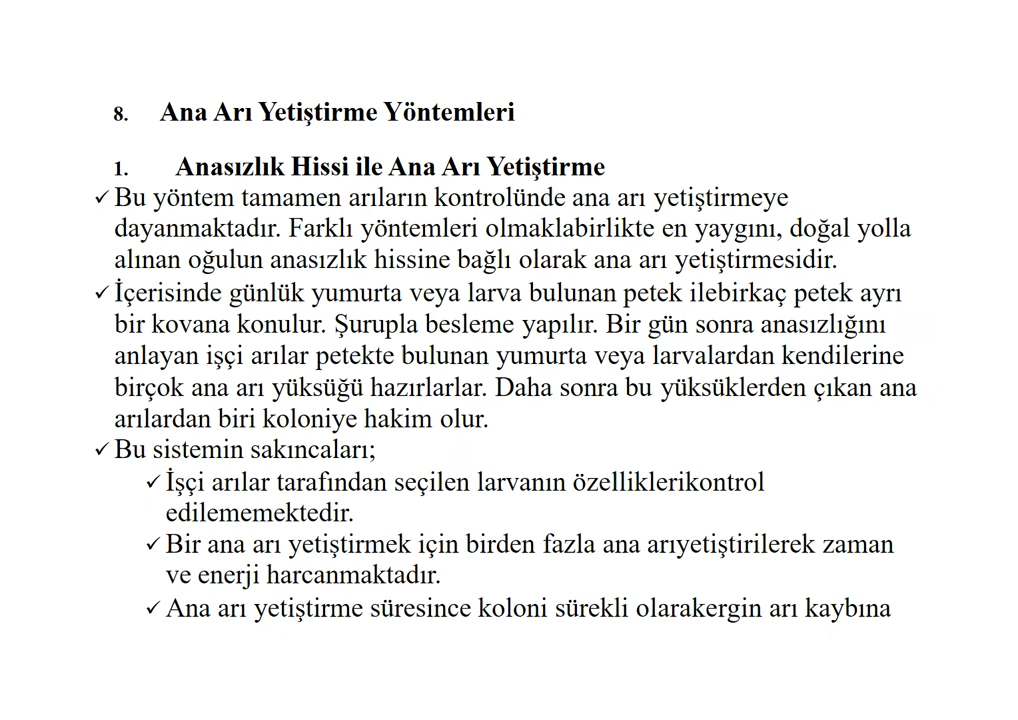 8. Ana Arı Yetiştirme Yöntemleri
1. Anasızlık Hissi ile Ana Arı Yetiştirme
✓ Bu yöntem tamamen arıların kontrolünde ana arı yetiştirmeye
dayanmaktadır. Farklı yöntemleri olmaklabirlikte en yaygını, doğal yolla
alınan oğulun anasızlık hissine bağlı olarak ana arı yetiştirmesidir.
✓ İçerisinde günlük yumurta veya larva bulunan petek ilebirkaç petek ayrı
bir kovana konulur. Şurupla besleme yapılır. Bir gün sonra anasızlığını
anlayan işçi arılar petekte bulunan yumurta veya larvalardan kendilerine
birçok ana arı yüksüğü hazırlarlar. Daha sonra bu yüksüklerden çıkan ana
arılardan biri koloniye hakim olur.
✓ Bu sistemin sakıncaları;
✓ İşçi arılar tarafından seçilen larvanın özelliklerikontrol
edilememektedir.
✓ Bir ana arı yetiştirmek için birden fazla ana arıyetiştirilerek zaman
ve enerji harcanmaktadır.
✓ Ana arı yetiştirme süresince koloni sürekli olarakergin arı kaybına